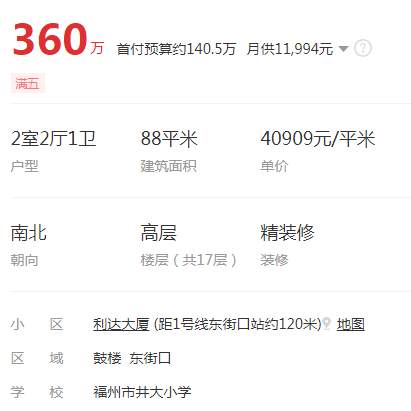 360万 首付预算约140.5万 月供11,994元 ?
满五
2室2厅1卫 88平米 40909元/平米
户型 建筑面积 单价
南北 高层 精装修
朝向 楼层（共17层） 装修
小 区 利达大厦 (距1号线东街口站约120米) 地图
区 域 鼓楼 东街口
学 校 福州市井大小学